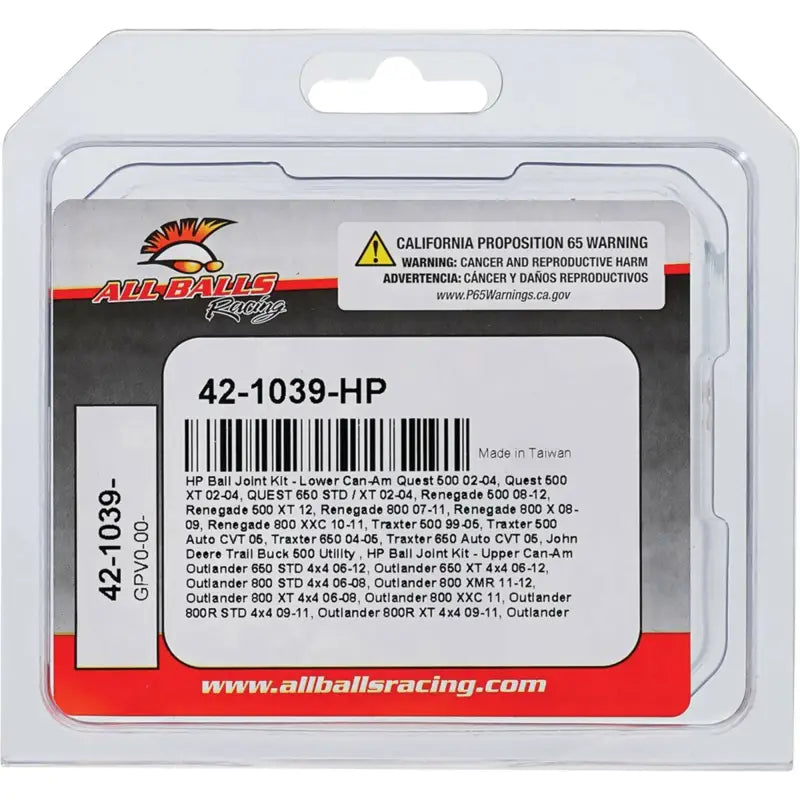 CALIFORNIA PROPOSITION 65 WARNING
WARNING: CANCER AND REPRODUCTIVE HARM
ADVERTENCIA: CÁNCER Y DAÑOS REPRODUCTIVOS
www.P65Warnings.ca.gov
ALL BALLS
Racing
42-1039-HP
Made in Taiwan
HP Ball Joint Kit - Lower Can-Am Quest 500 02-04, Quest 500
XT 02-04, QUEST 650 STD / XT 02-04, Renegade 500 08-12,
Renegade 500 XT 12, Renegade 800 07-11, Renegade 800 X 08-
09, Renegade 800 XXC 10-11, Traxter 500 99-05, Traxter 500
Auto CVT 05, Traxter 650 04-05, Traxter 650 Auto CVT 05, John
Deere Trail Buck 500 Utility , HP Ball Joint Kit - Upper Can-Am
Outlander 650 STD 4x4 06-12, Outlander 650 XT 4x4 06-12,
Outlander 800 STD 4x4 06-08, Outlander 800 XMR 11-12,
Outlander 800 XT 4x4 06-08, Outlander 800 XXC 11, Outlander
800R STD 4x4 09-11, Outlander 800R XT 4x4 09-11, Outlander
42-1039-
GPV0-00-
www.allballsracing.com